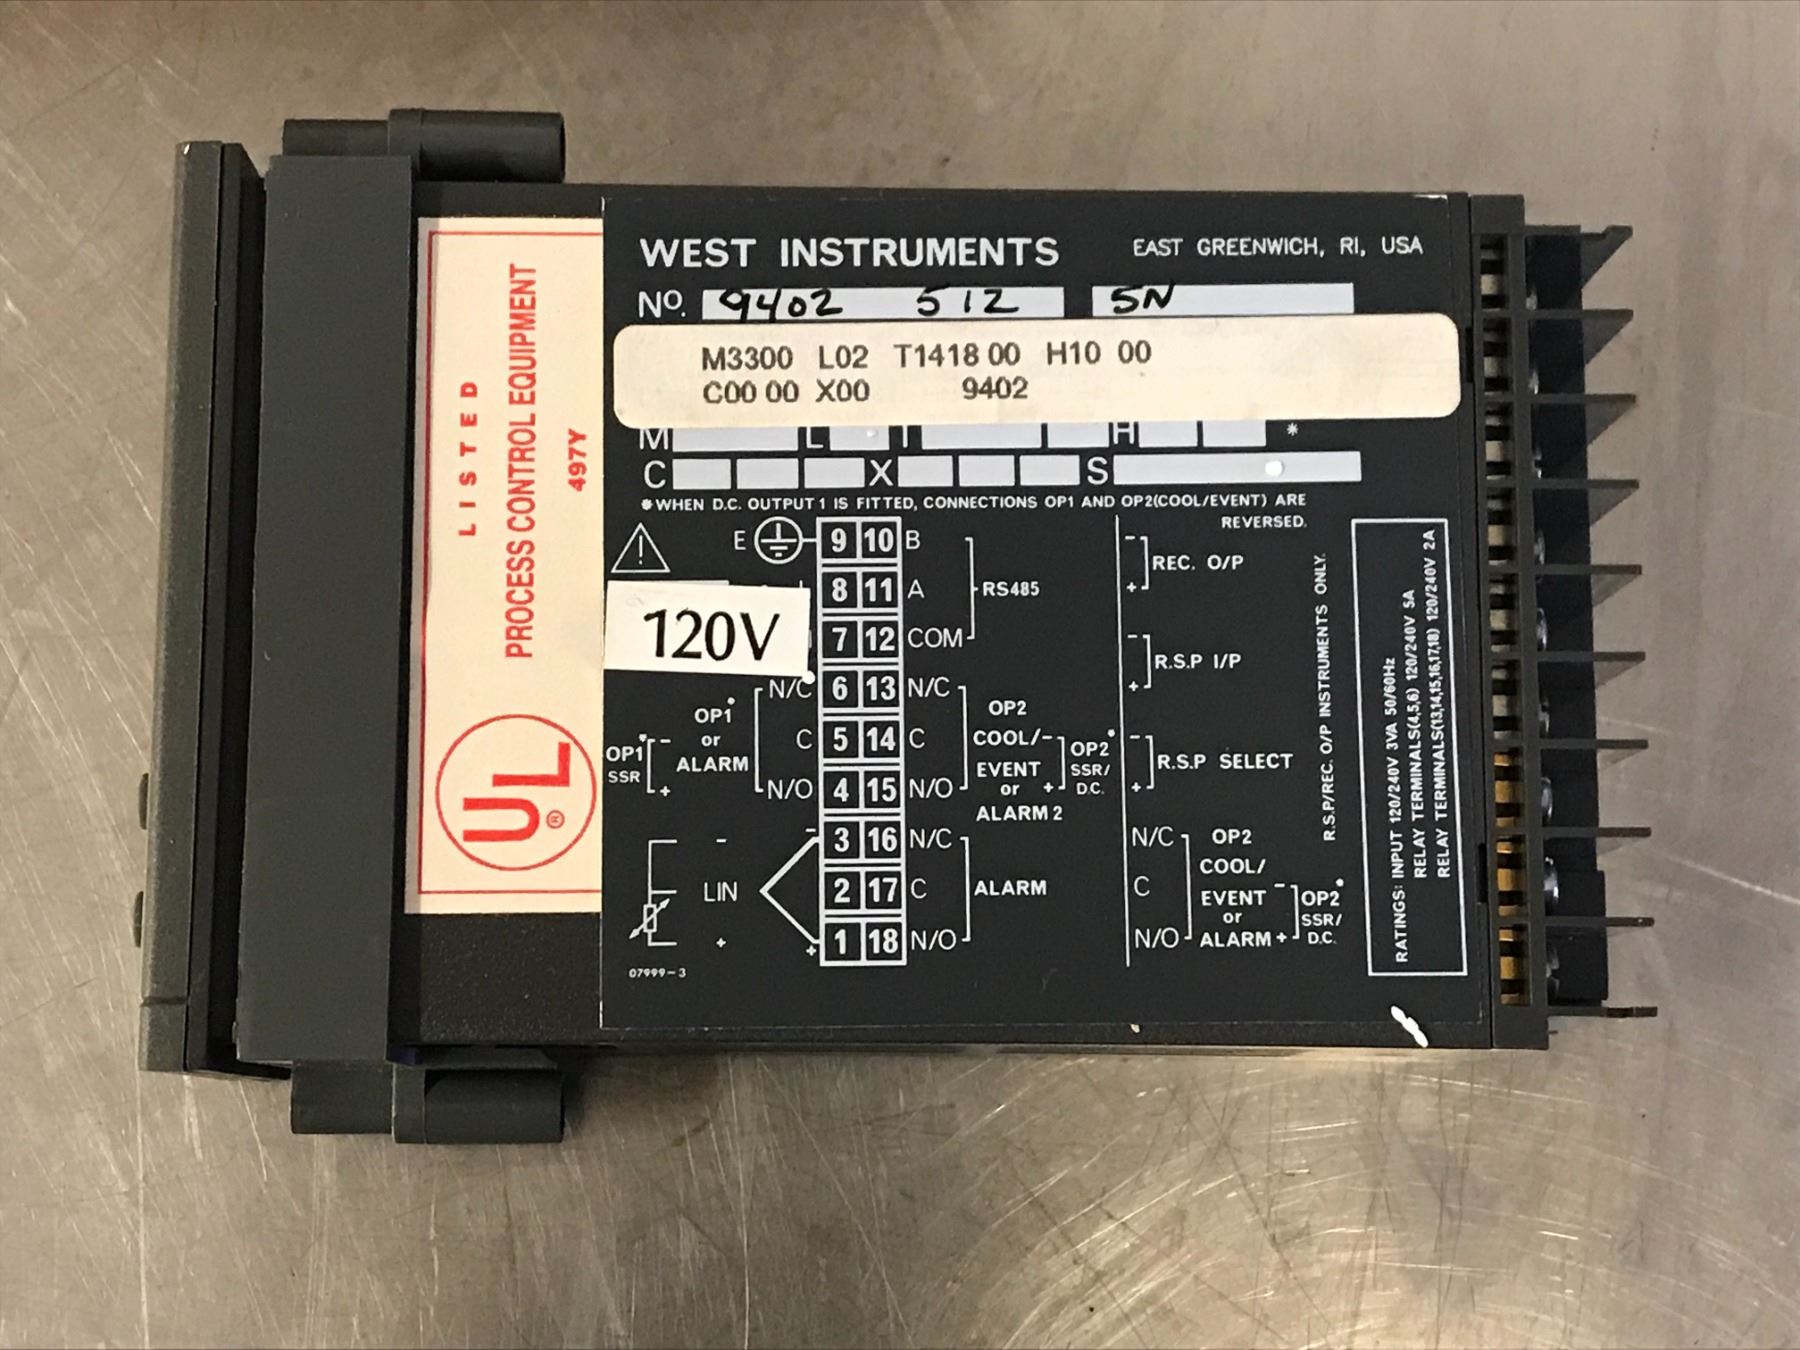 WEST INSTRUMENTS EAST GREENWICH, RI, USA
NO. 9402 512 5N
M3300 L02 T1418 00 H10 00
C00 00 X00 9402
M L T H *
C X S
*WHEN D.C. OUTPUT 1 IS FITTED, CONNECTIONS OP1 AND OP2(COOL/EVENT) ARE
REVERSED.
E 9 10 B
8 11 A RS485
7 12 COM
120V
N/C 6 13 N/C
C 5 14 C
N/O 4 15 N/O
- 3 16 N/C
2 17 C ALARM
+ 1 18 N/O
OP1*
or
ALARM
OP1*
SSR
-
+
OP2
COOL/
EVENT
or
ALARM 2
- OP2*
SSR/
+ D.C.
-
LIN
+
07999-3
- REC. O/P
+
- R.S.P I/P
+
- R.S.P SELECT
+
N/C OP2
COOL/
C EVENT
or
N/O ALARM
- OP2*
SSR/
+ D.C.
R.S.P/REC. O/P INSTRUMENTS ONLY.
RATINGS: INPUT 120/240V 3VA 50/60Hz
RELAY TERMINALS(4,5,6) 120/240V 5A
RELAY TERMINALS(13,14,15,16,17,18) 120/240V 2A
LISTED
PROCESS CONTROL EQUIPMENT
497Y
UL®